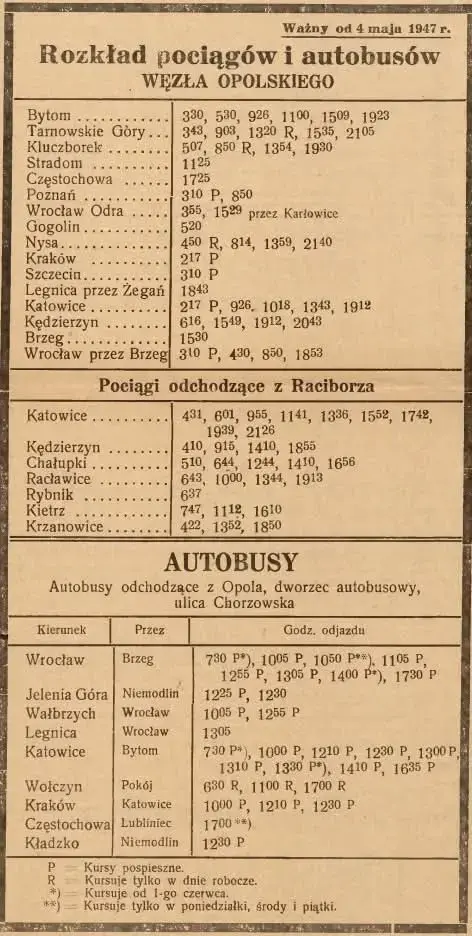 Ważny od 4 maja 1947 r.
Rozkład pociągów i autobusów
WĘZŁA OPOLSKIEGO
Bytom ........... 330, 530, 926, 1100, 1509, 1923
Tarnowskie Góry... 343, 903, 1320 R, 1535, 2105
Kluczborek ........ 507, 850 R, 1354, 1930
Stradom .......... 1125
Częstochowa ...... 1725
Poznań ........... 310 P, 850
Wrocław Odra ..... 355, 1529 przez Karłowice
Gogolin........... 520
Nysa.............. 450 R, 814, 1359, 2140
Kraków .......... 217 P
Szczecin........... 310 P
Legnica przez Żegań 1843
Katowice .......... 217 P, 926, 1018, 1343, 1912
Kędzierzyn ........ 616, 1549, 1912, 2043
Brzeg............. 1530
Wrocław przez Brzeg 310 P, 430, 850, 1853
Pociągi odchodzące z Raciborza
Katowice .......... 431, 601, 955, 1141, 1336, 1552, 1742,
1939, 2126
Kędzierzyn ........ 410, 915, 1410, 1855
Chałupki .......... 510, 644, 1244, 1410, 1656
Racławice ......... 643, 1000, 1344, 1913
Rybnik ........... 637
Kietrz ............ 747, 1112, 1610
Krzanowice ........ 422, 1352, 1850
AUTOBUSY
Autobusy odchodzące z Opola, dworzec autobusowy,
ulica Chorzowska
Kierunek Przez Godz. odjazdu
Wrocław Brzeg 730 P*), 1005 P, 1050 P**), 1105 P,
1255 P, 1305 P, 1400 P*), 1730 P
Jelenia Góra Niemodlin 1225 P, 1230
Wałbrzych Wrocław 1005 P, 1255 P
Legnica Wrocław 1305
Katowice Bytom 730 P*), 1000 P, 1210 P, 1230 P, 1300 P,
1310 P, 1330 P*), 1410 P, 1635 P
Wołczyn Pokój 630 R, 1100 R, 1700 R
Kraków Katowice 1000 P, 1210 P, 1230 P
Częstochowa Lubliniec 1700 **)
Kładzko Niemodlin 1230 P
P = Kursy pospieszne.
R = Kursuje tylko w dnie robocze.
*) = Kursuje od 1-go czerwca.
**) = Kursuje tylko w poniedziałki, środy i piątki.